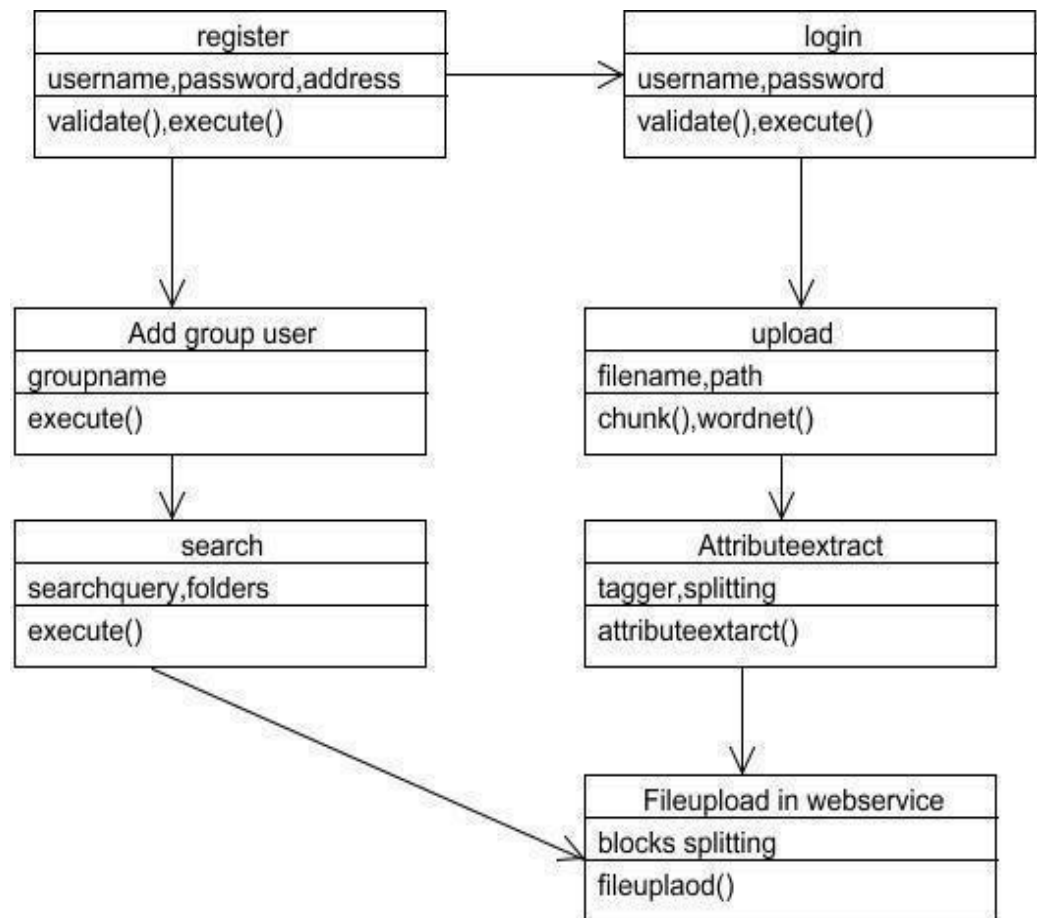 register
username,password,address
validate(),execute()
login
username,password
validate(),execute()
Add group user
groupname
execute()
upload
filename,path
chunk(),wordnet()
search
searchquery,folders
execute()
Attributeextract
tagger,splitting
attributeextarct()
Fileupload in webservice
blocks splitting
fileuplaod()